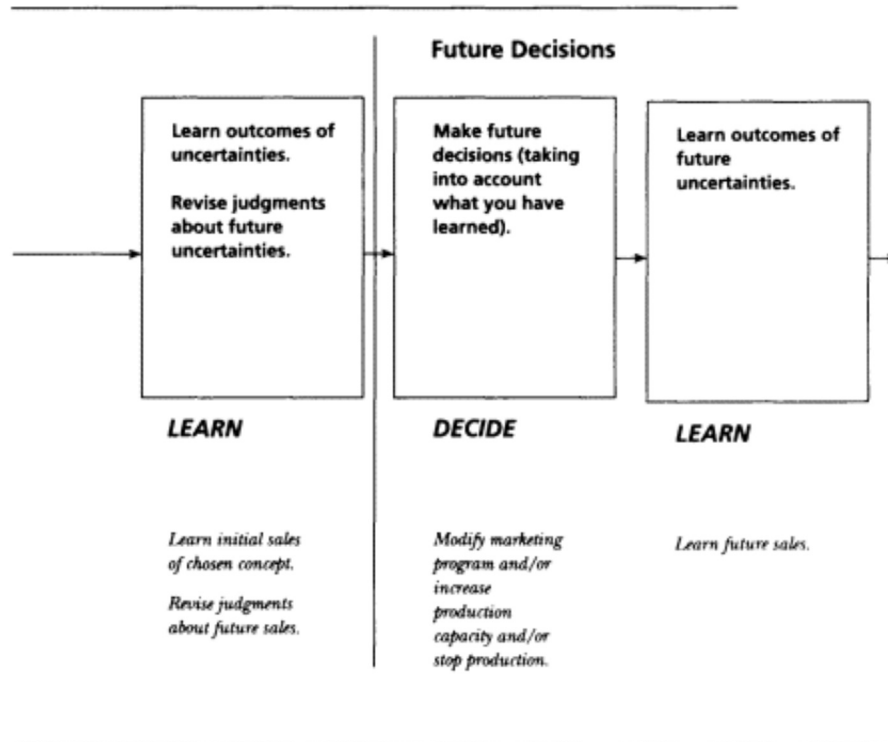 Future Decisions
Learn outcomes of
uncertainties.
Revise judgments
about future
uncertainties.
LEARN
Make future
decisions (taking
into account
what you have
learned).
DECIDE
Learn outcomes of
future
uncertainties.
LEARN
Learn initial sales
of chosen concept.
Revise judgments
about future sales.
Modify marketing
program and/or
increase
production
capacity and/or
stop production.
Learn future sales.